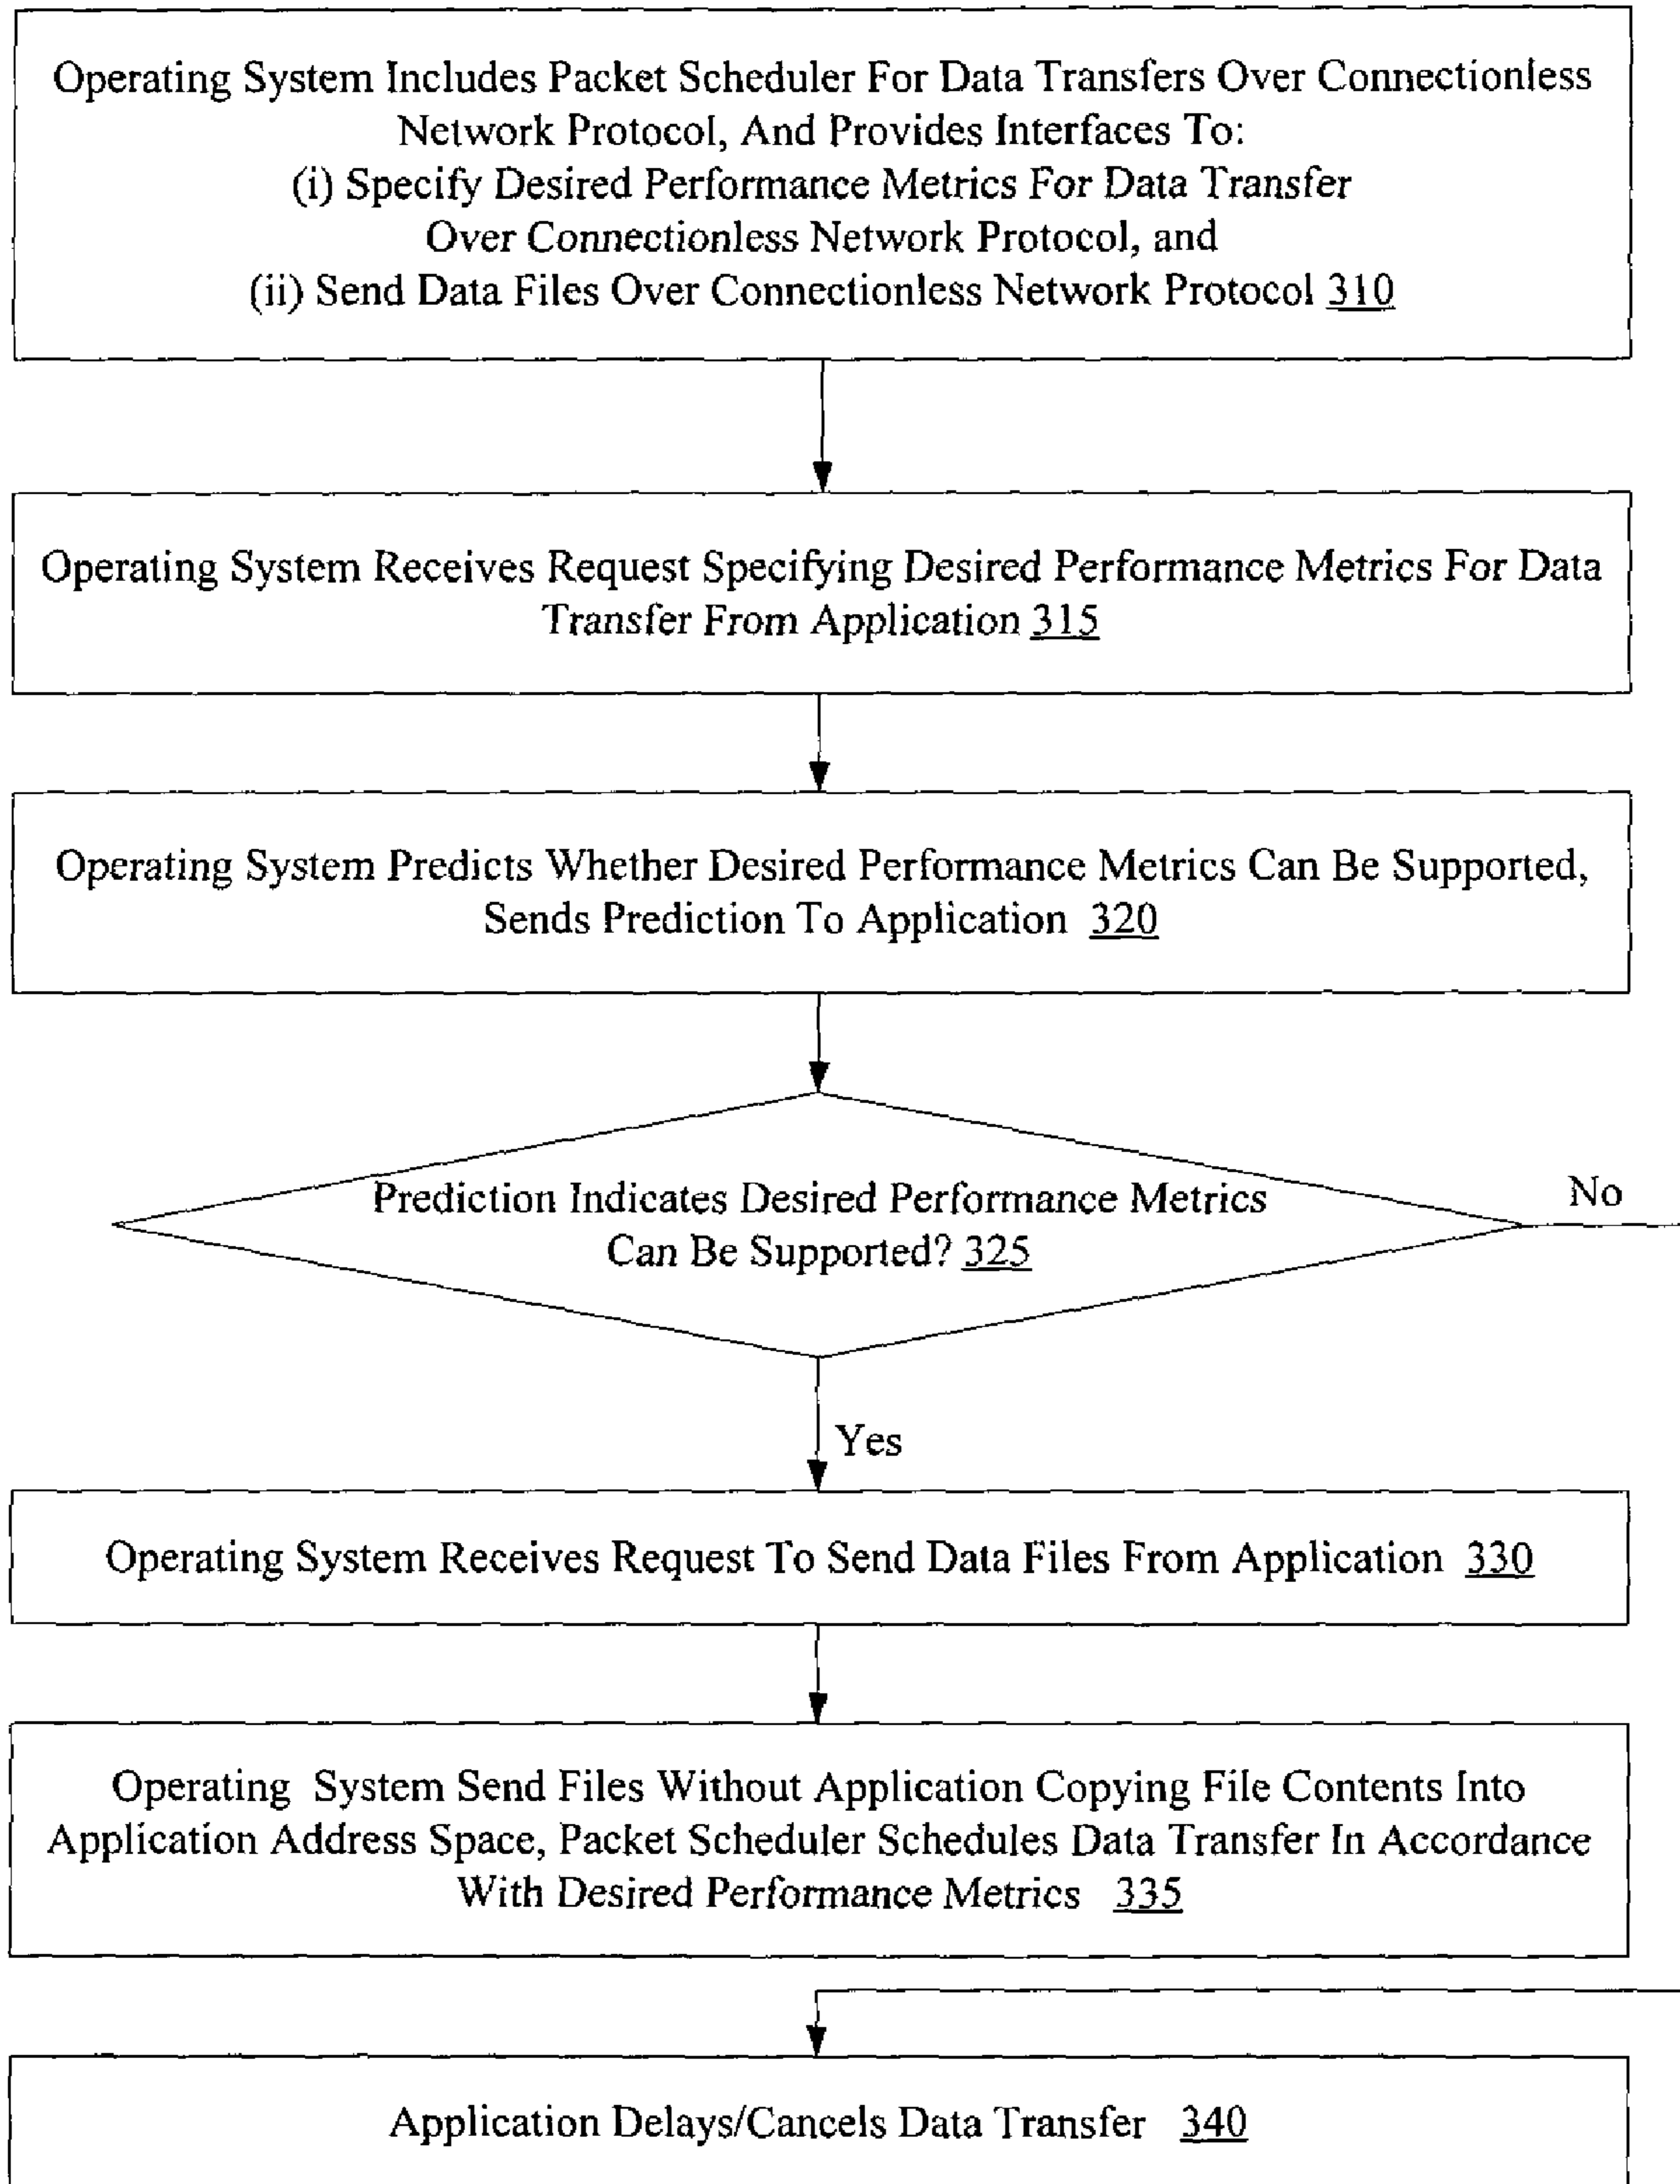 Operating System Includes Packet Scheduler For Data Transfers Over Connectionless
Network Protocol, And Provides Interfaces To:
(i) Specify Desired Performance Metrics For Data Transfer
Over Connectionless Network Protocol, and
(ii) Send Data Files Over Connectionless Network Protocol 310
Operating System Receives Request Specifying Desired Performance Metrics For Data
Transfer From Application 315
Operating System Predicts Whether Desired Performance Metrics Can Be Supported,
Sends Prediction To Application 320
Prediction Indicates Desired Performance Metrics
Can Be Supported? 325
No
Yes
Operating System Receives Request To Send Data Files From Application 330
Operating System Send Files Without Application Copying File Contents Into
Application Address Space, Packet Scheduler Schedules Data Transfer In Accordance
With Desired Performance Metrics 335
Application Delays/Cancels Data Transfer 340